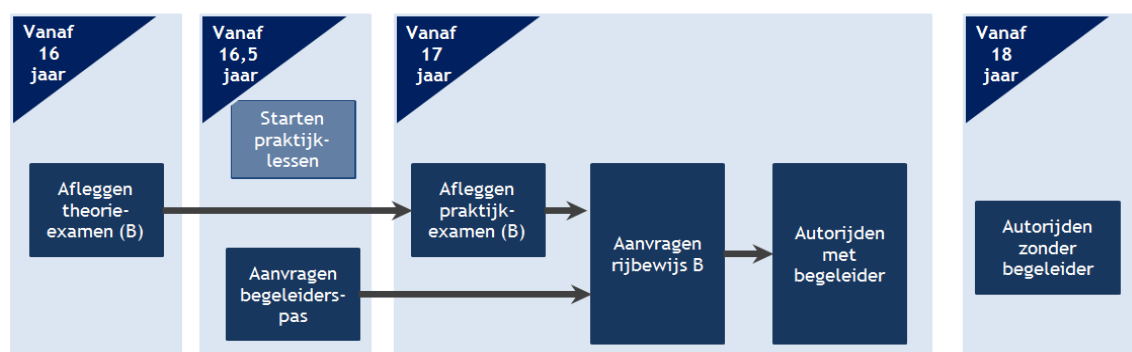 Vanaf
16
jaar
Afleggen
theorie-
examen (B)
Vanaf
16,5
jaar
Starten
praktijk-
lessen
Aanvragen
begeleiders-
pas
Vanaf
17
jaar
Afleggen
praktijk-
examen (B)
Aanvragen
rijbewijs B
Autorijden
met
begeleider
Vanaf
18
jaar
Autorijden
zonder
begeleider